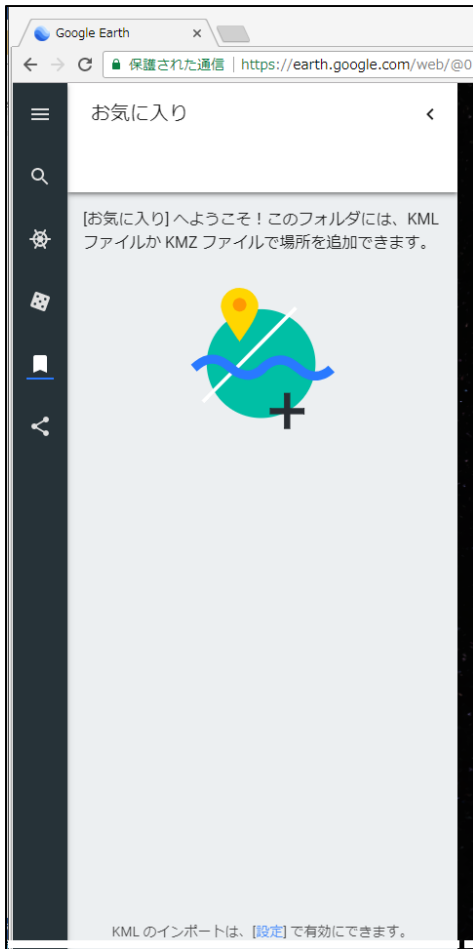 Google Earth
保護された通信 | https://earth.google.com/web/@0
お気に入り
[お気に入り] へようこそ！このフォルダには、KML
ファイルか KMZ ファイルで場所を追加できます。
KML のインポートは、[設定] で有効にできます。